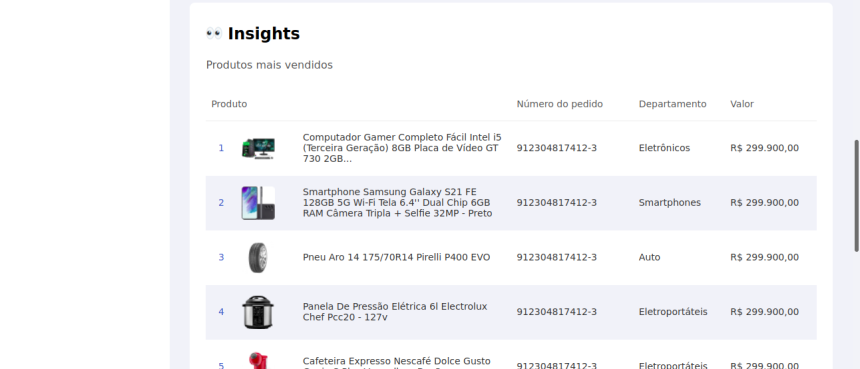 👀 Insights
Produtos mais vendidos
Produto Número do pedido Departamento Valor
1 Computador Gamer Completo Fácil Intel i5
(Terceira Geração) 8GB Placa de Vídeo GT
730 2GB...
912304817412-3 Eletrônicos R$ 299.900,00
2 Smartphone Samsung Galaxy S21 FE
128GB 5G Wi-Fi Tela 6.4'' Dual Chip 6GB
RAM Câmera Tripla + Selfie 32MP - Preto
912304817412-3 Smartphones R$ 299.900,00
3 Pneu Aro 14 175/70R14 Pirelli P400 EVO 912304817412-3 Auto R$ 299.900,00
4 Panela De Pressão Elétrica 6l Electrolux
Chef Pcc20 - 127v
912304817412-3 Eletroportáteis R$ 299.900,00
5 Cafeteira Expresso Nescafé Dolce Gusto
912304817412-3 Eletroportáteis R$ 299.900,00